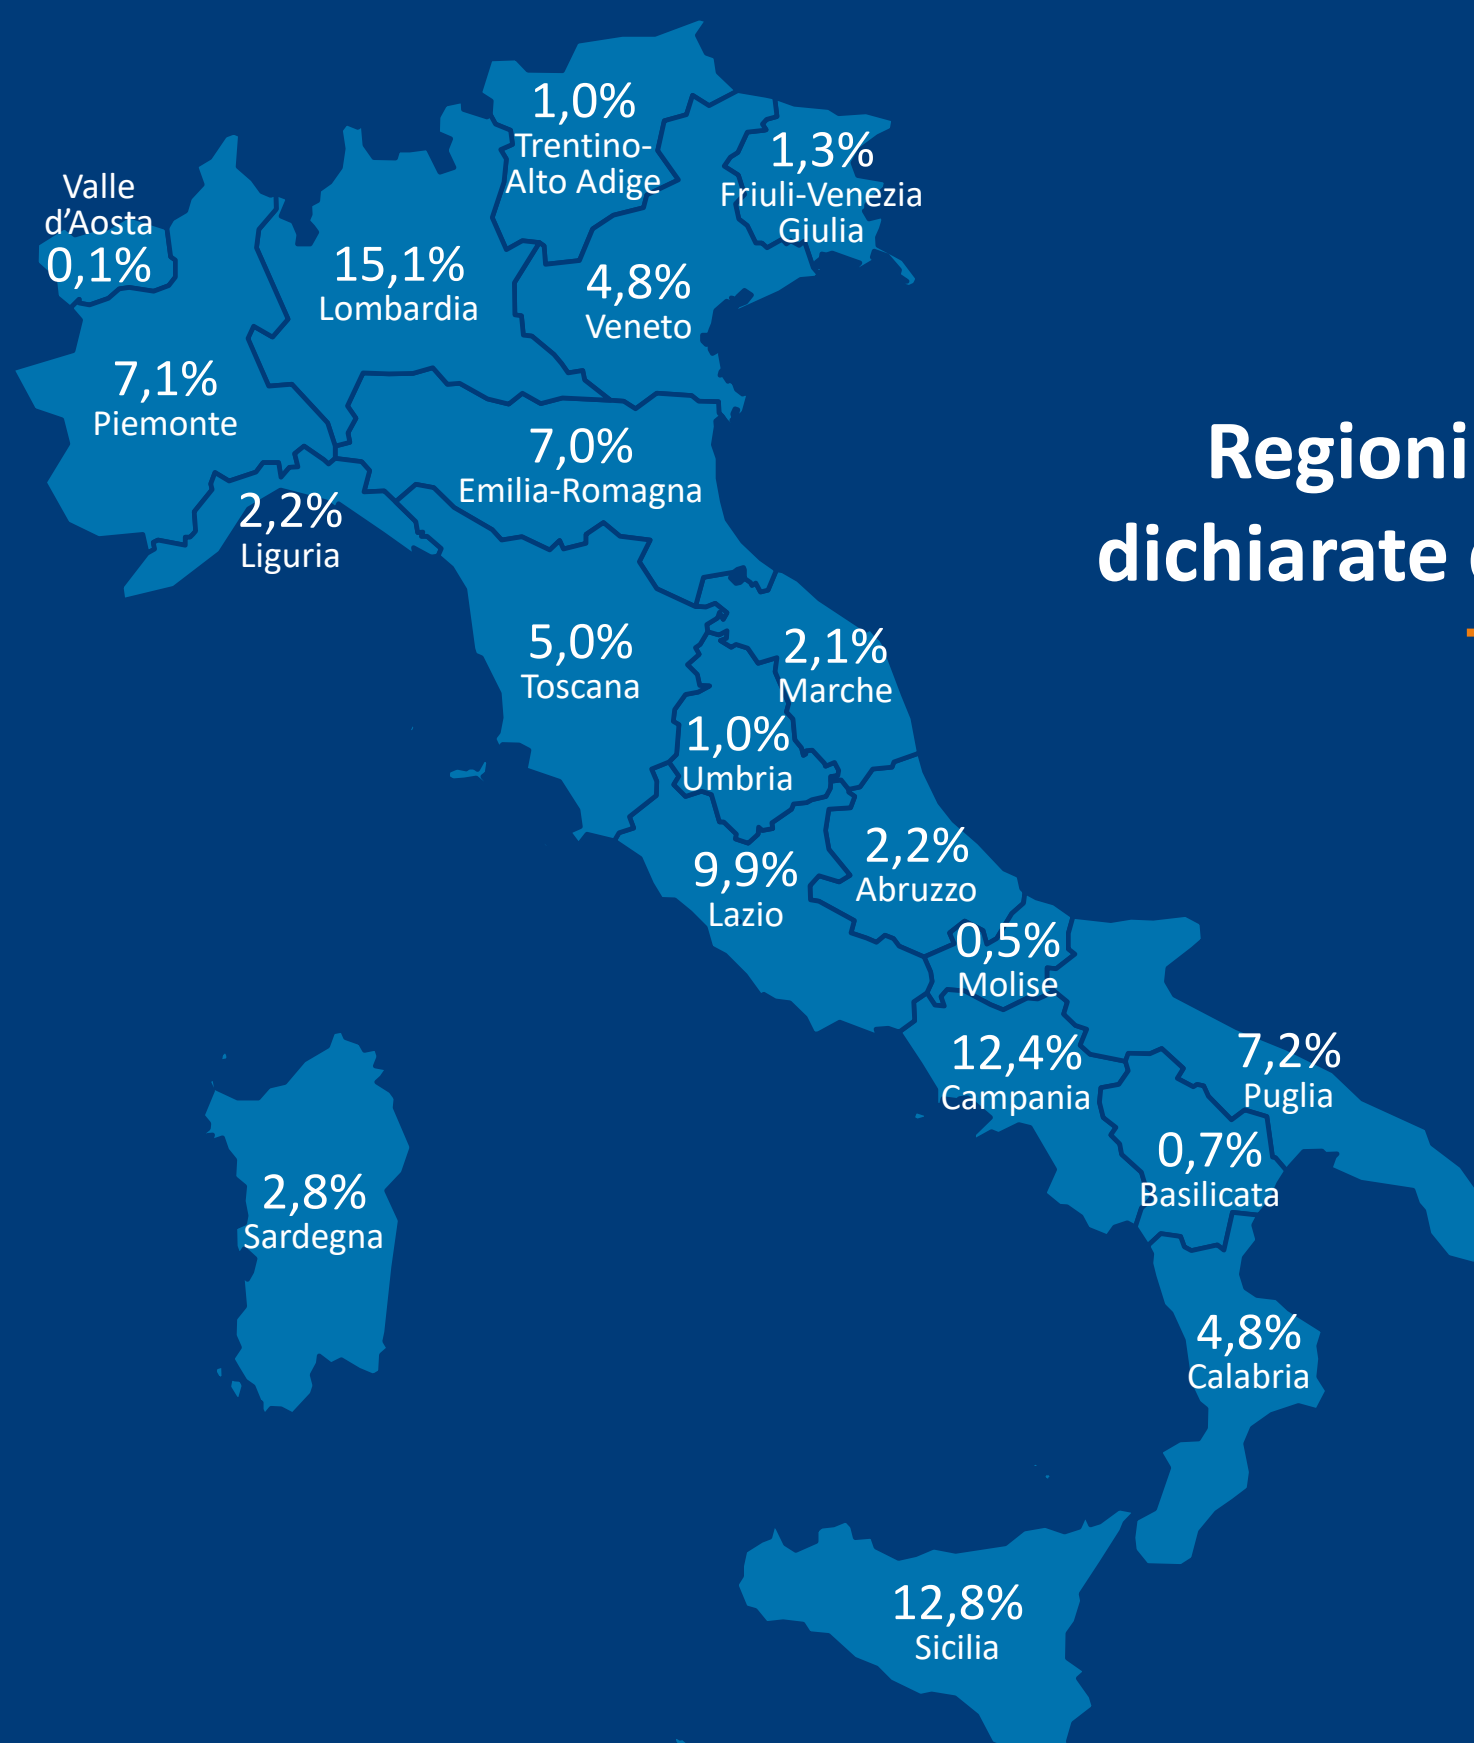 1,0%
Trentino-
Alto Adige
1,3%
Friuli-Venezia
Giulia
Valle
d’Aosta
0,1%
15,1%
Lombardia
4,8%
Veneto
7,1%
Piemonte
7,0%
Emilia-Romagna
2,2%
Liguria
Regioni
dichiarate
5,0%
Toscana
2,1%
Marche
1,0%
Umbria
9,9%
Lazio
2,2%
Abruzzo
0,5%
Molise
12,4%
Campania
7,2%
Puglia
0,7%
Basilicata
2,8%
Sardegna
4,8%
Calabria
12,8%
Sicilia